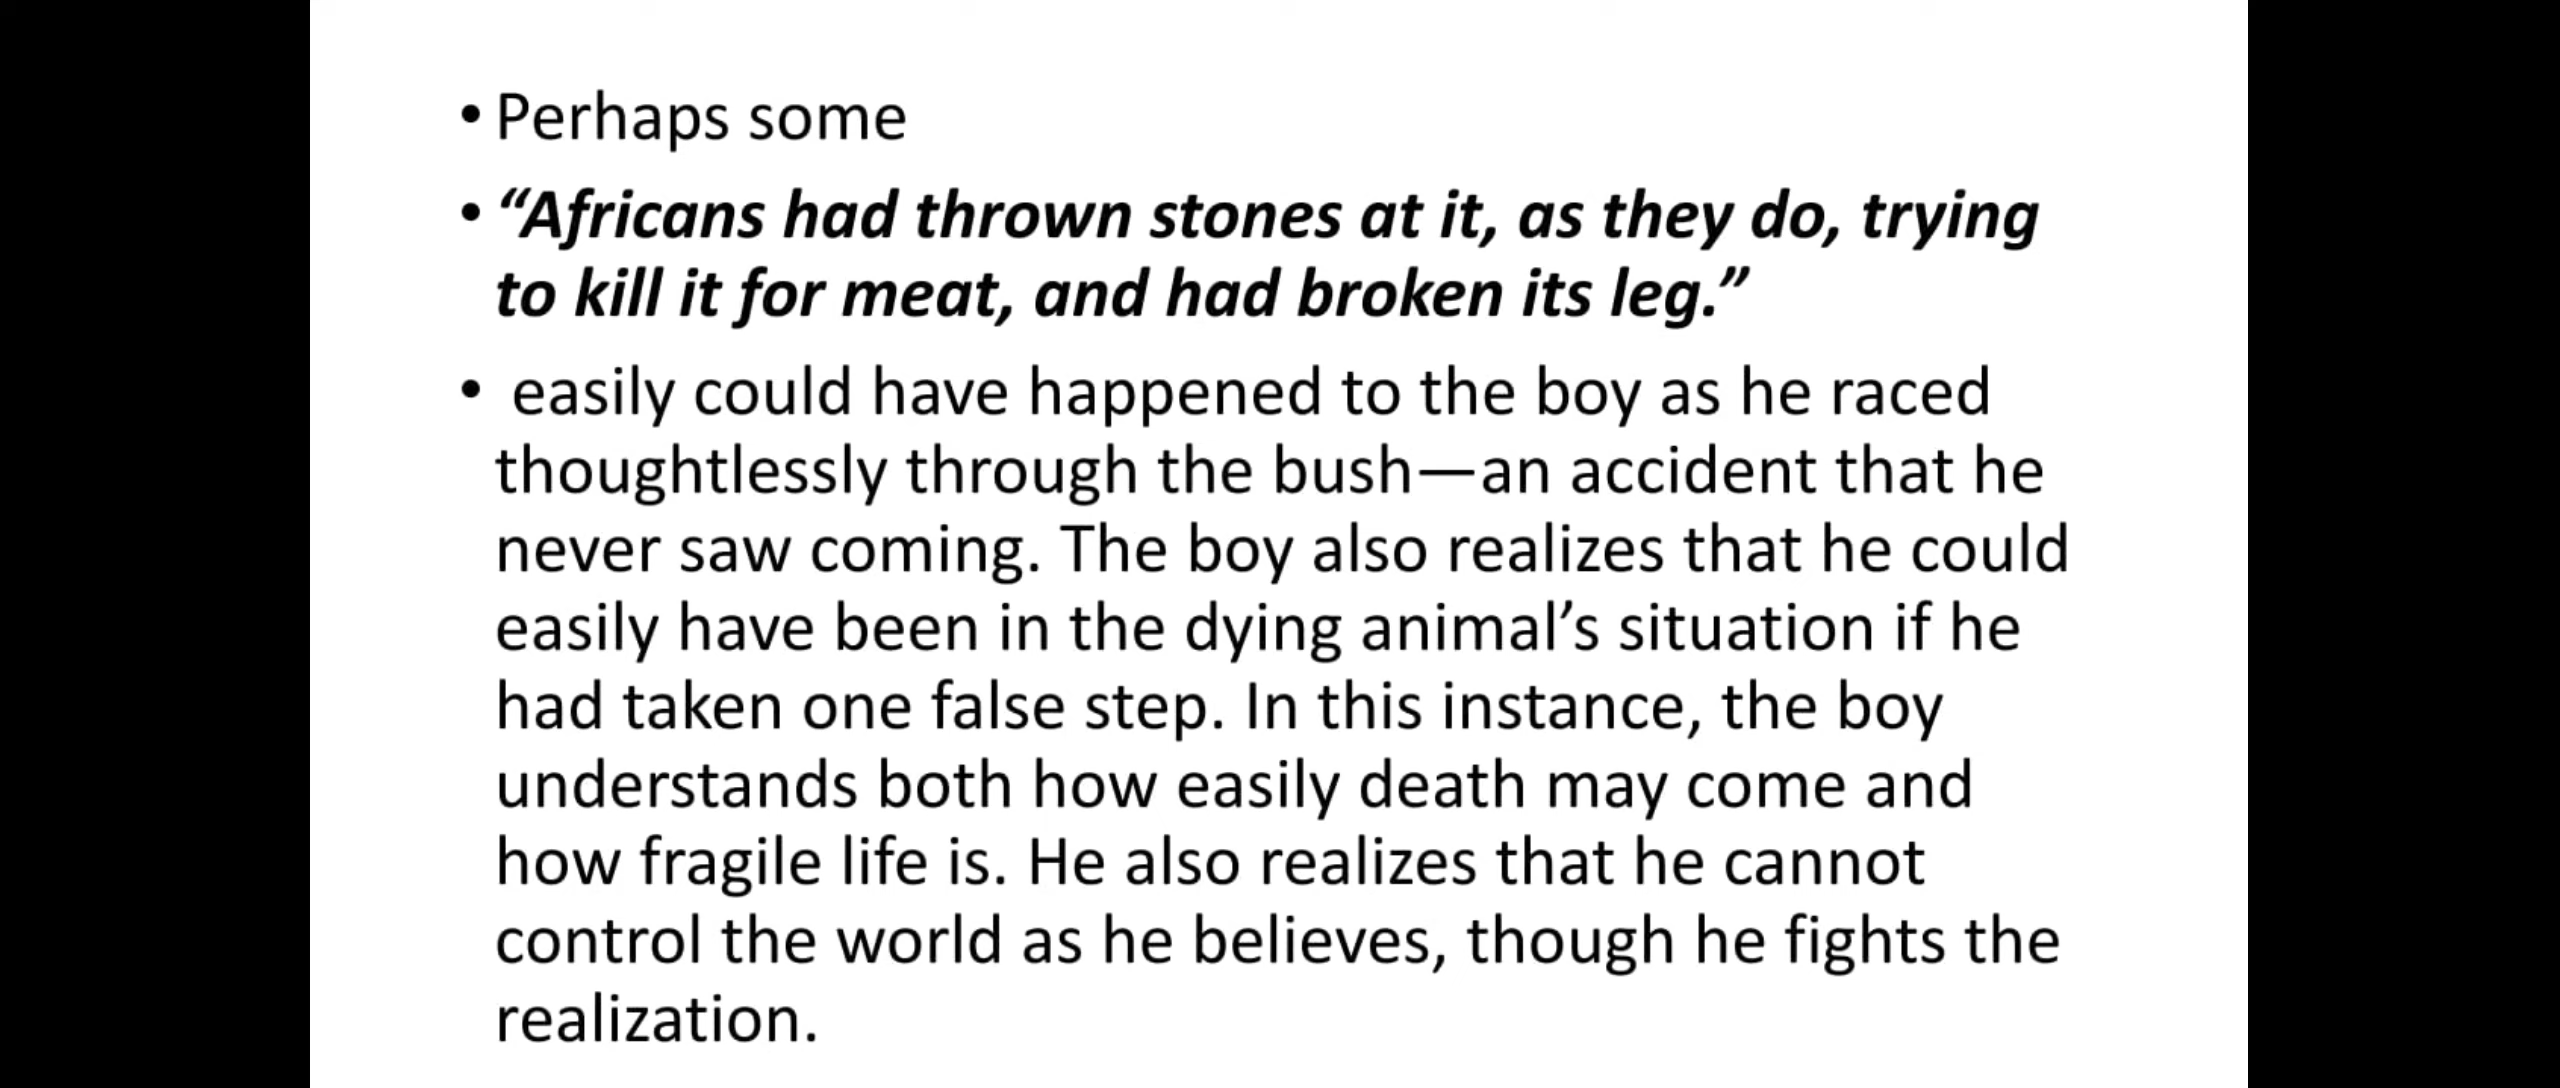 • Perhaps some
• “Africans had thrown stones at it, as they do, trying
to kill it for meat, and had broken its leg.”
• easily could have happened to the boy as he raced
thoughtlessly through the bush—an accident that he
never saw coming. The boy also realizes that he could
easily have been in the dying animal’s situation if he
had taken one false step. In this instance, the boy
understands both how easily death may come and
how fragile life is. He also realizes that he cannot
control the world as he believes, though he fights the
realization.